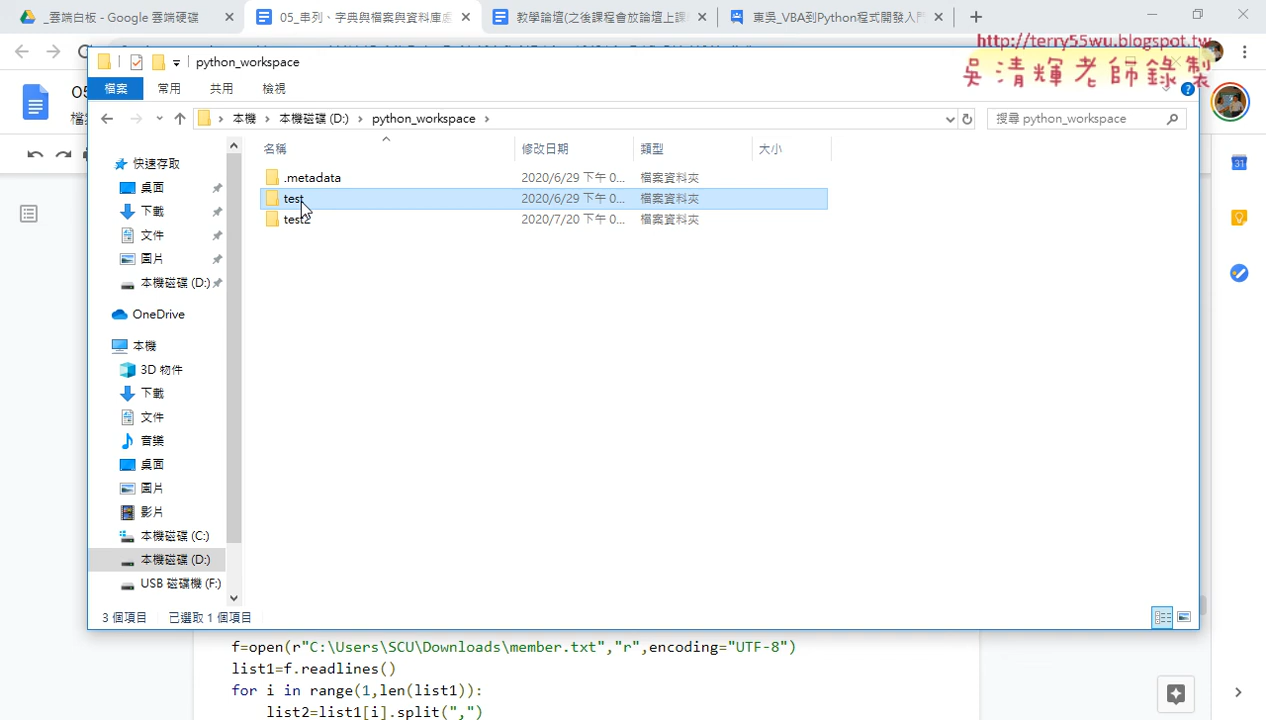 _雲端白板 - Google 雲端硬碟
05_串列、字典與檔案與資料庫處
教學論壇(之後課程會放論壇上課
東吳_VBA到Python程式開發入門
http://terry55wu.blogspot.tw
吳清輝老師錄製
python_workspace
檔案
常用
共用
檢視
本機
本機磁碟 (D:)
python_workspace
搜尋 python_workspace
名稱
修改日期
類型
大小
.metadata
2020/6/29 下午 0...
檔案資料夾
test
2020/6/29 下午 0...
檔案資料夾
test2
2020/7/20 下午 0...
檔案資料夾
快速存取
桌面
下載
文件
圖片
本機磁碟 (D:)
OneDrive
本機
3D 物件
下載
文件
音樂
桌面
圖片
影片
本機磁碟 (C:)
本機磁碟 (D:)
USB 磁碟機 (F:)
3 個項目
已選取 1 個項目
f=open(r"C:\Users\SCU\Downloads\member.txt","r",encoding="UTF-8")
list1=f.readlines()
for i in range(1,len(list1)):
list2=list1[i].split(",")